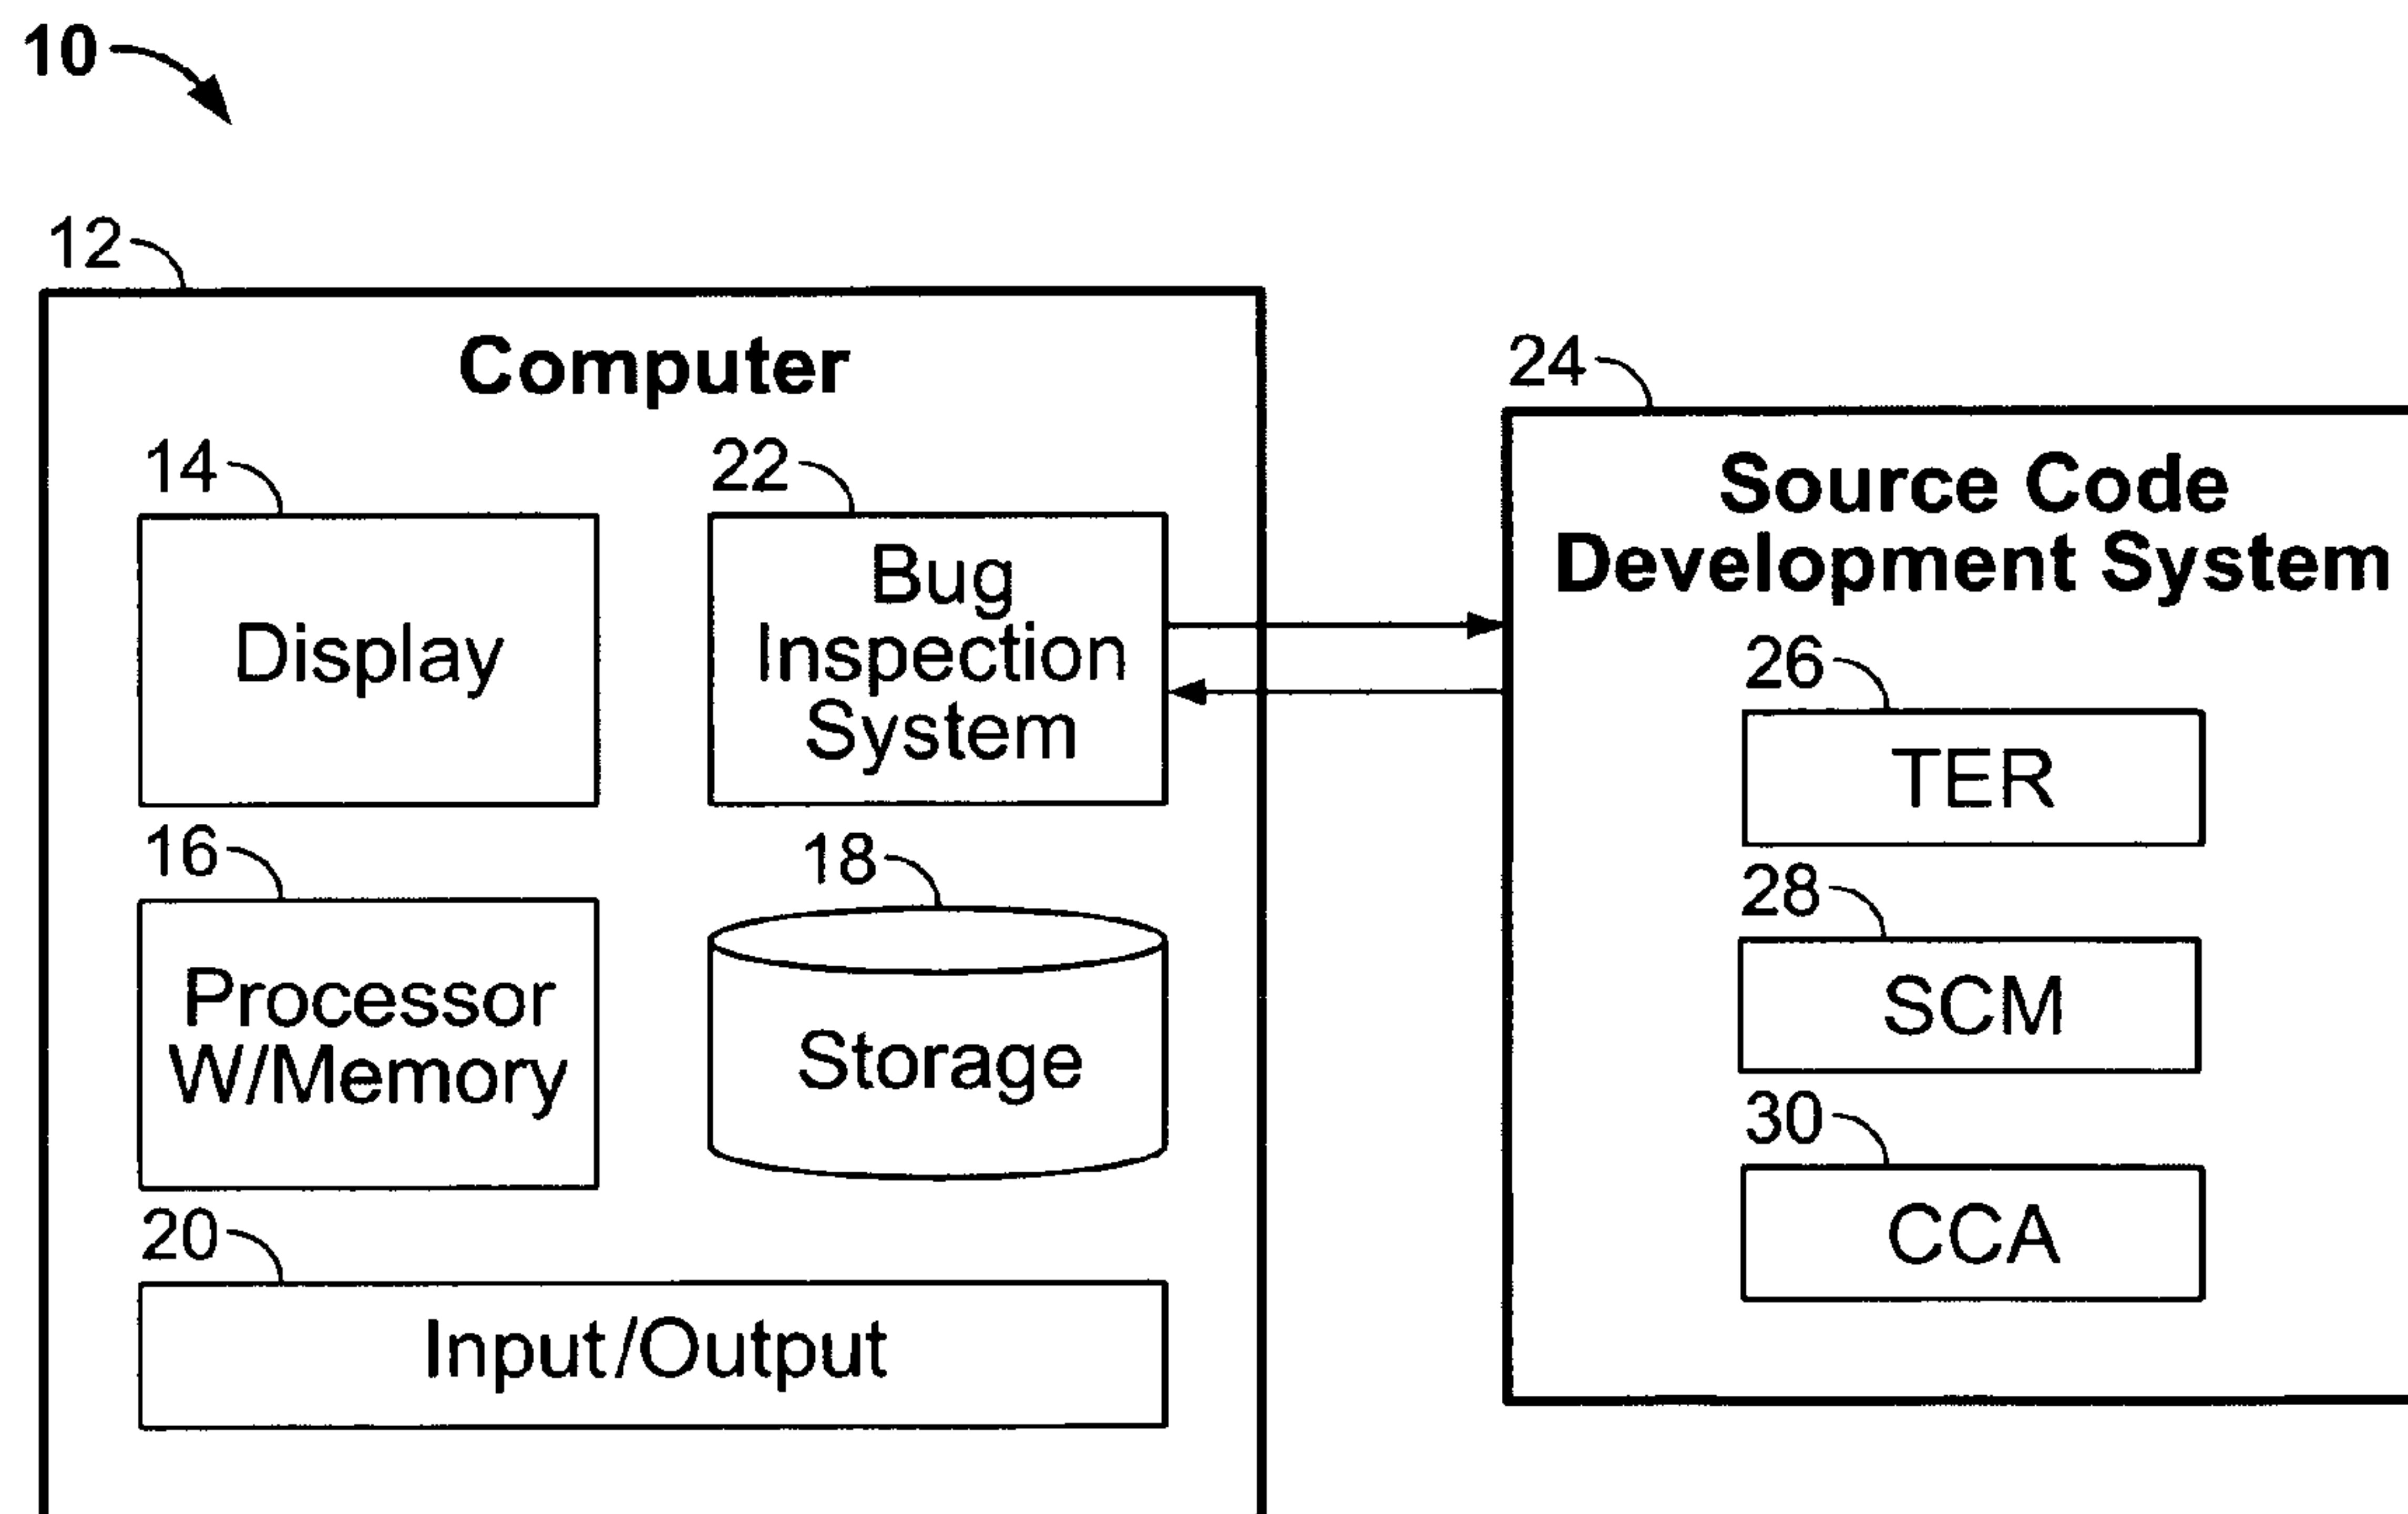 10
12
Computer
14
Display
22
Bug
Inspection
System
16
Processor
W/Memory
18
Storage
20
Input/Output
24
Source Code
Development System
26
TER
28
SCM
30
CCA